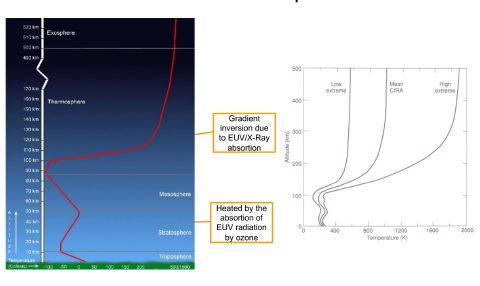 520 km
510 km
500 km
490 km
170 km
160 km
150 km
140 km
130 km
120 km
110 km
100 km
90 km
80 km
70 km
60 km
50 km
40 km
30 km
20 km
10 km
Exosphere
Thermosphere
Mesosphere
Stratosphere
Troposphere
Temperature
(Celsius)
-100
-50
0
50
100
150
200
Gradient
inversion due
to EUV/X-Ray
absortion
Heated by the
absortion of
EUV radiation
by ozone
500
400
300
200
100
0
Altitude (km)
Low
extreme
Mean
CIRA
High
extreme
0
400
800
1200
1600
2000
Temperature (K)